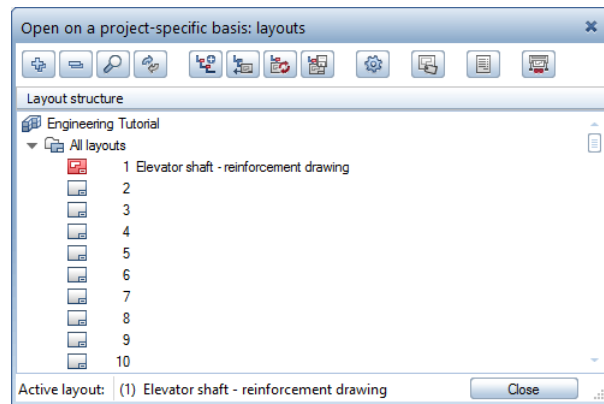 Open on a project-specific basis: layouts
Layout structure
Engineering Tutorial
All layouts
1 Elevator shaft - reinforcement drawing
2
3
4
5
6
7
8
9
10
Active layout: (1) Elevator shaft - reinforcement drawing Close